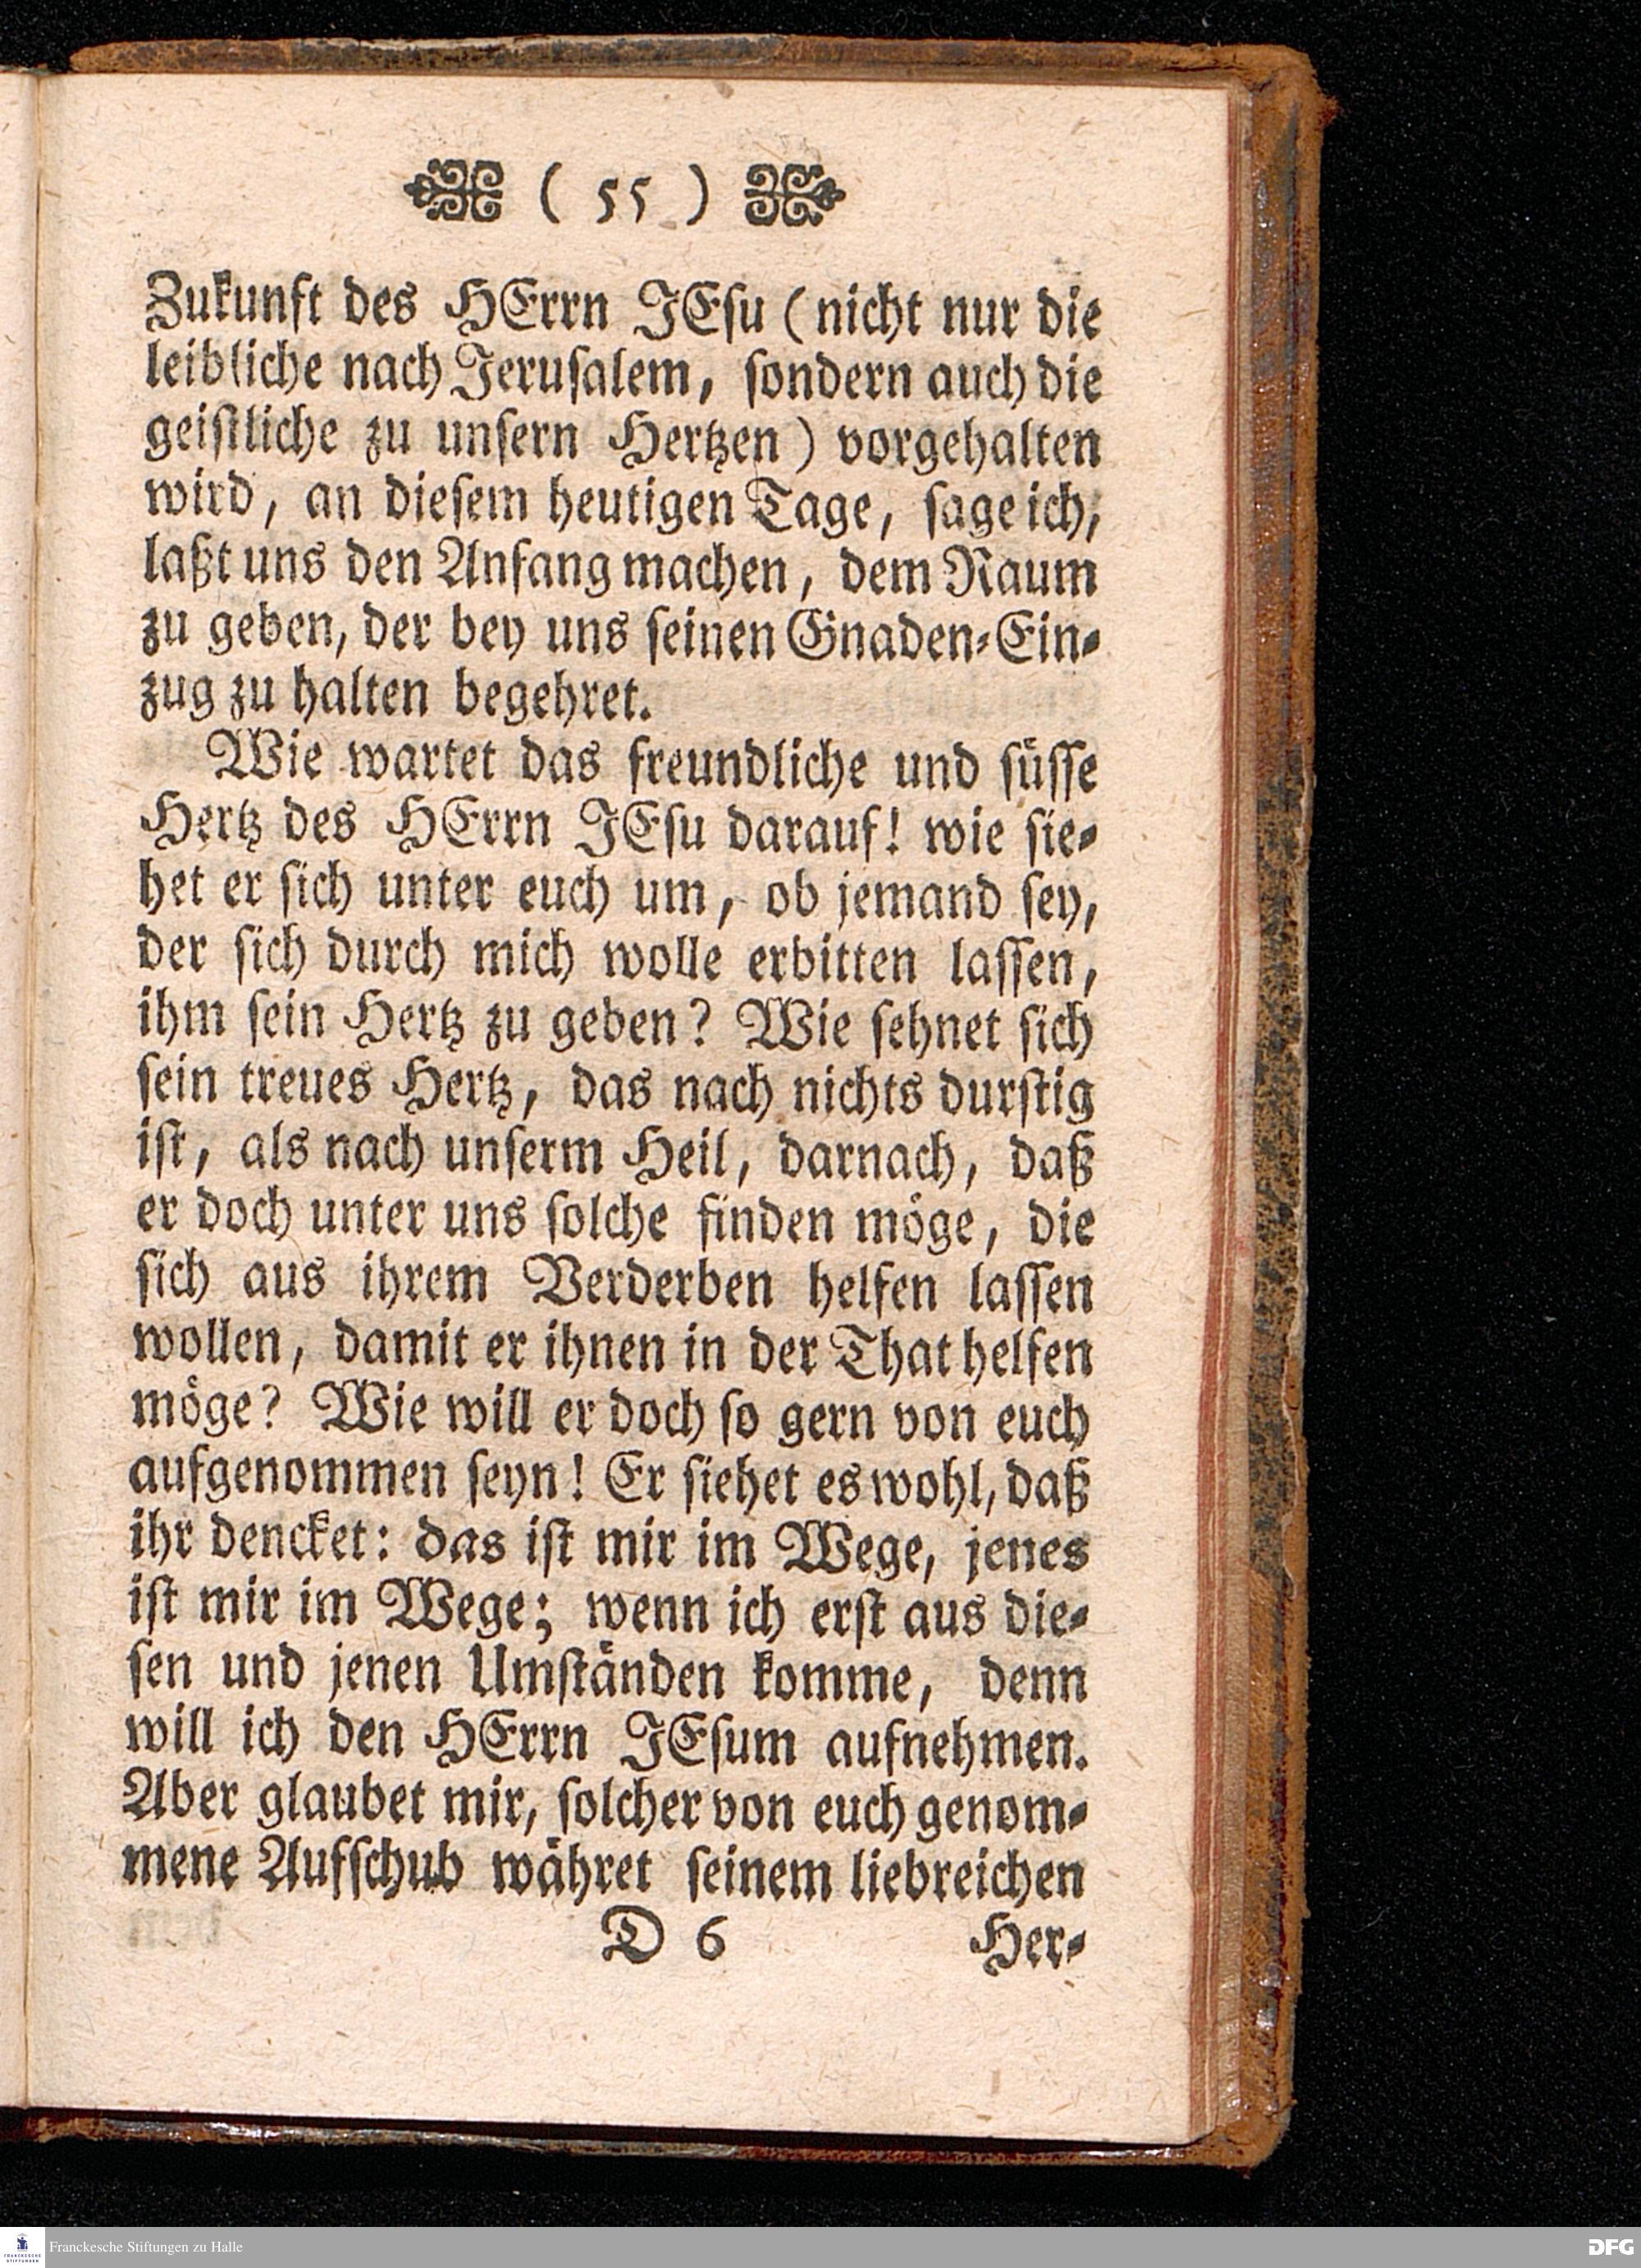 ( 55 )
Zukunft des HErrn JEsu (nicht nur die
leibliche nach Jerusalem, sondern auch die
geistliche zu unsern Hertzen) vorgehalten
wird, an diesem heutigen Tage, sage ich,
laßt uns den Anfang machen, dem Raum
zu geben, der bey uns seinen Gnaden-Ein-
zug zu halten begehret.
Wie wartet das freundliche und süsse
Hertz des HErrn JEsu darauf! wie sie-
het er sich unter euch um, ob jemand sey,
der sich durch mich wolle erbitten lassen,
ihm sein Hertz zu geben? Wie sehnet sich
sein treues Hertz, das nach nichts durstig
ist, als nach unserm Heil, darnach, daß
er doch unter uns solche finden möge, die
sich aus ihrem Verderben helfen lassen
wollen, damit er ihnen in der That helfen
möge? Wie will er doch so gern von euch
aufgenommen seyn! Er siehet es wohl, daß
ihr dencket: das ist mir im Wege, jenes
ist mir im Wege; wenn ich erst aus die-
sen und jenen Umständen komme, denn
will ich den HErrn JEsum aufnehmen.
Aber glaubet mir, solcher von euch genom-
mene Aufschub währet seinem liebreichen
D 6 Her-
FRANCKESCHE STIFTUNGEN
Franckesche Stiftungen zu Halle
DFG